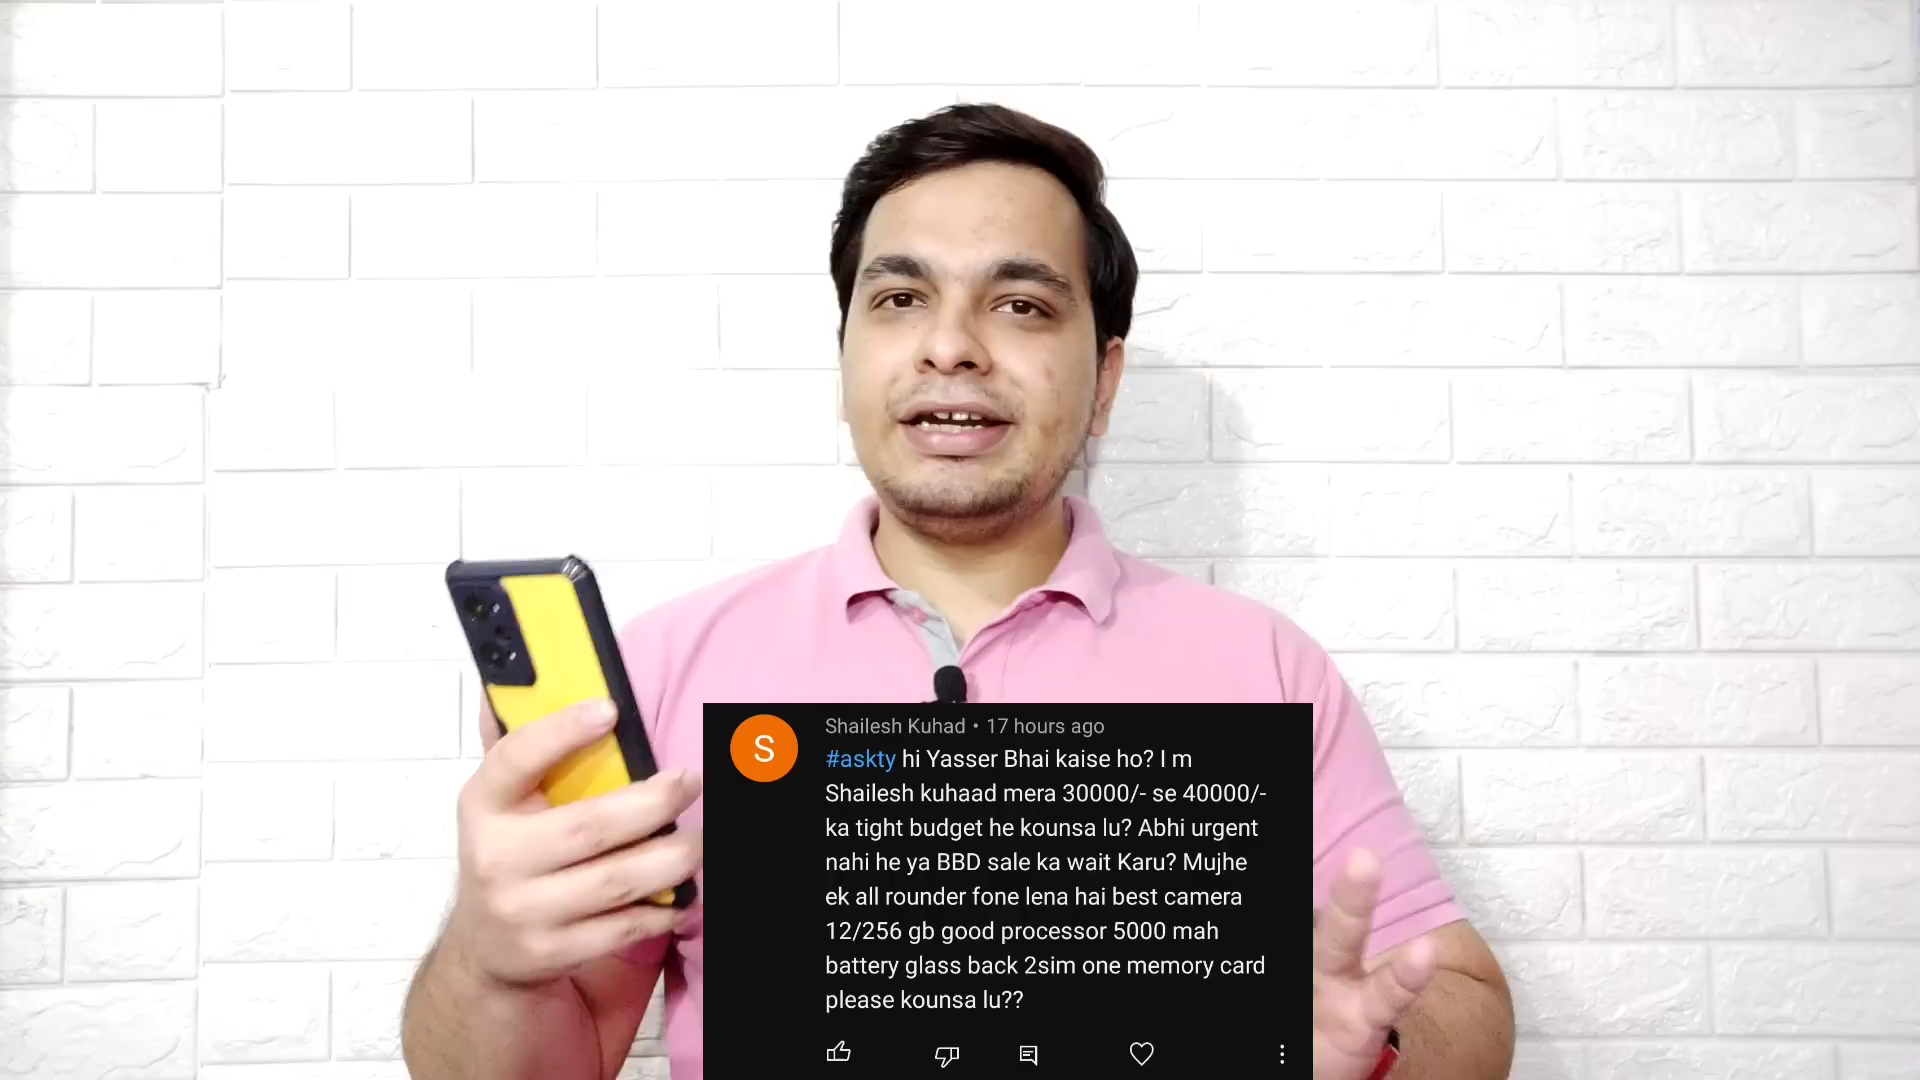 S
Shailesh Kuhad • 17 hours ago
#askty hi Yasser Bhai kaise ho? I m
Shailesh kuhaad mera 30000/- se 40000/-
ka tight budget he kounsa lu? Abhi urgent
nahi he ya BBD sale ka wait Karu? Mujhe
ek all rounder fone lena hai best camera
12/256 gb good processor 5000 mah
battery glass back 2sim one memory card
please kounsa lu??